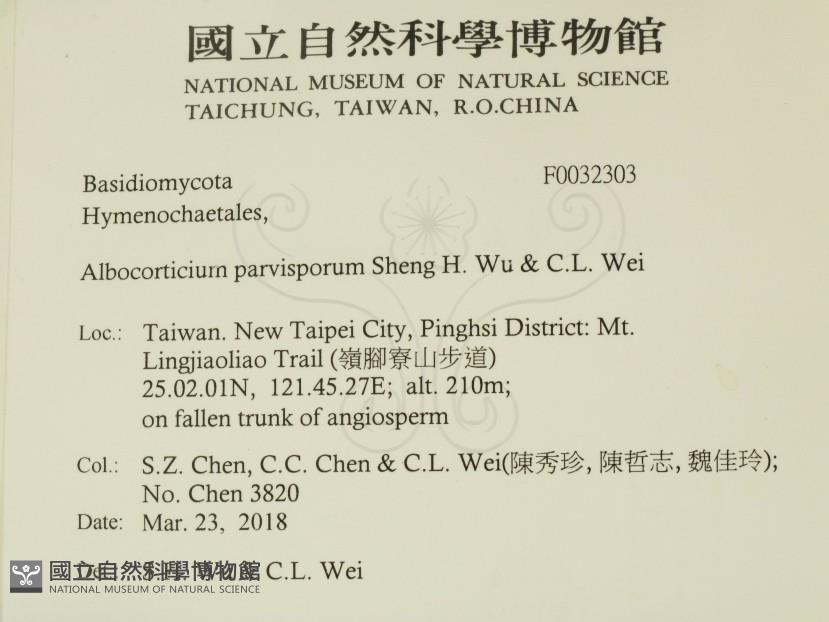 國立自然科學博物館
NATIONAL MUSEUM OF NATURAL SCIENCE
TAICHUNG, TAIWAN, R.O.CHINA
Basidiomycota F0032303
Hymenochaetales,
Albocorticium parvisporum Sheng H. Wu & C.L. Wei
Loc.: Taiwan. New Taipei City, Pinghsi District: Mt.
Lingjiaoliao Trail (嶺腳寮山步道)
25.02.01N, 121.45.27E; alt. 210m;
on fallen trunk of angiosperm
Col.: S.Z. Chen, C.C. Chen & C.L. Wei(陳秀珍, 陳哲志, 魏佳玲);
No. Chen 3820
Date: Mar. 23, 2018
C.L. Wei
國立自然科學博物館
NATIONAL MUSEUM OF NATURAL SCIENCE